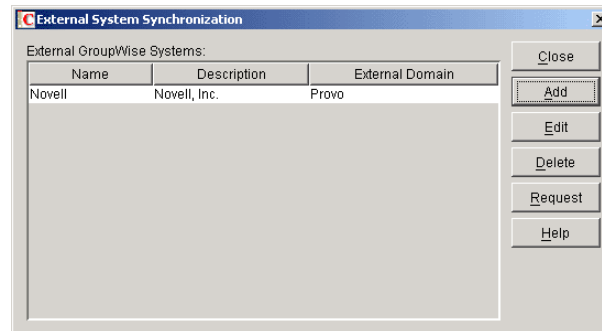 External System Synchronization
External GroupWise Systems:
Name Description External Domain
Novell Novell, Inc. Provo
Close
Add
Edit
Delete
Request
Help